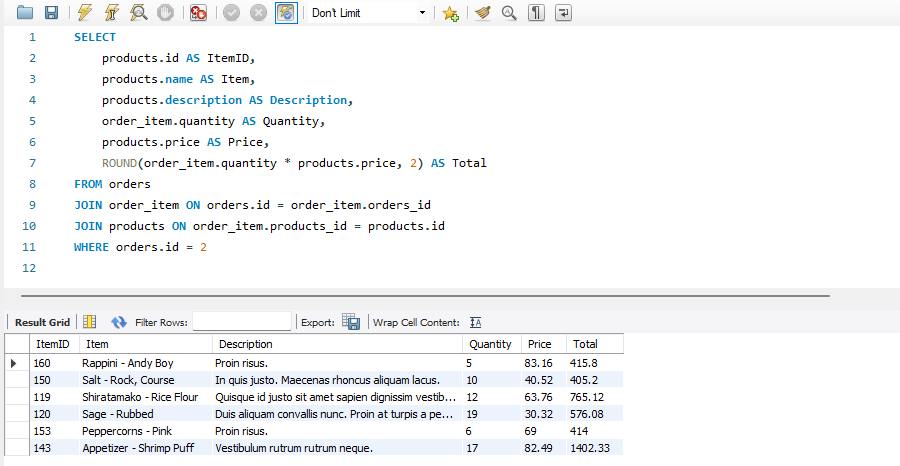 Don't Limit
1 SELECT
2 products.id AS ItemID,
3 products.name AS Item,
4 products.description AS Description,
5 order_item.quantity AS Quantity,
6 products.price AS Price,
7 ROUND(order_item.quantity * products.price, 2) AS Total
8 FROM orders
9 JOIN order_item ON orders.id = order_item.orders_id
10 JOIN products ON order_item.products_id = products.id
11 WHERE orders.id = 2
12
Result Grid Filter Rows: Export: Wrap Cell Content: IA
ItemID Item Description Quantity Price Total
160 Rappini - Andy Boy Proin risus. 5 83.16 415.8
150 Salt - Rock, Course In quis justo. Maecenas rhoncus aliquam lacus. 10 40.52 405.2
119 Shiratamako - Rice Flour Quisque id justo sit amet sapien dignissim vestib... 12 63.76 765.12
120 Sage - Rubbed Duis aliquam convallis nunc. Proin at turpis a pe... 19 30.32 576.08
153 Peppercorns - Pink Proin risus. 6 69 414
143 Appetizer - Shrimp Puff Vestibulum rutrum rutrum neque. 17 82.49 1402.33